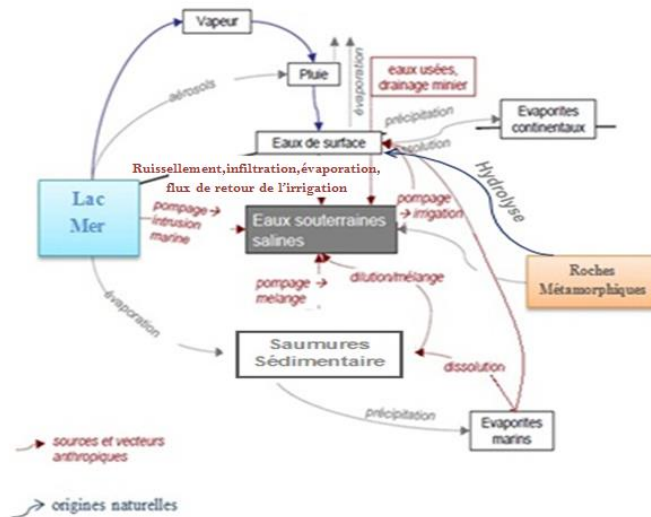 Vapeur
Pluie
aérosols
évaporation
eaux usées,
drainage minier
précipitation
Evaporites
continentaux
Eaux de surface
Ruissellement,infiltration,évaporation,
flux de retour de l'irrigation
Hydrolyse
Lac
Mer
pompage →
intrusion
marine
Eaux souterraines
salines
pompage
→ irrigation
Roches
Métamorphiques
pompage →
melange
dilution/mélange
évaporation
Saumures
Sédimentaire
dissolution
précipitation
Evaporites
marins
sources et vecteurs
anthropiques
origines naturelles